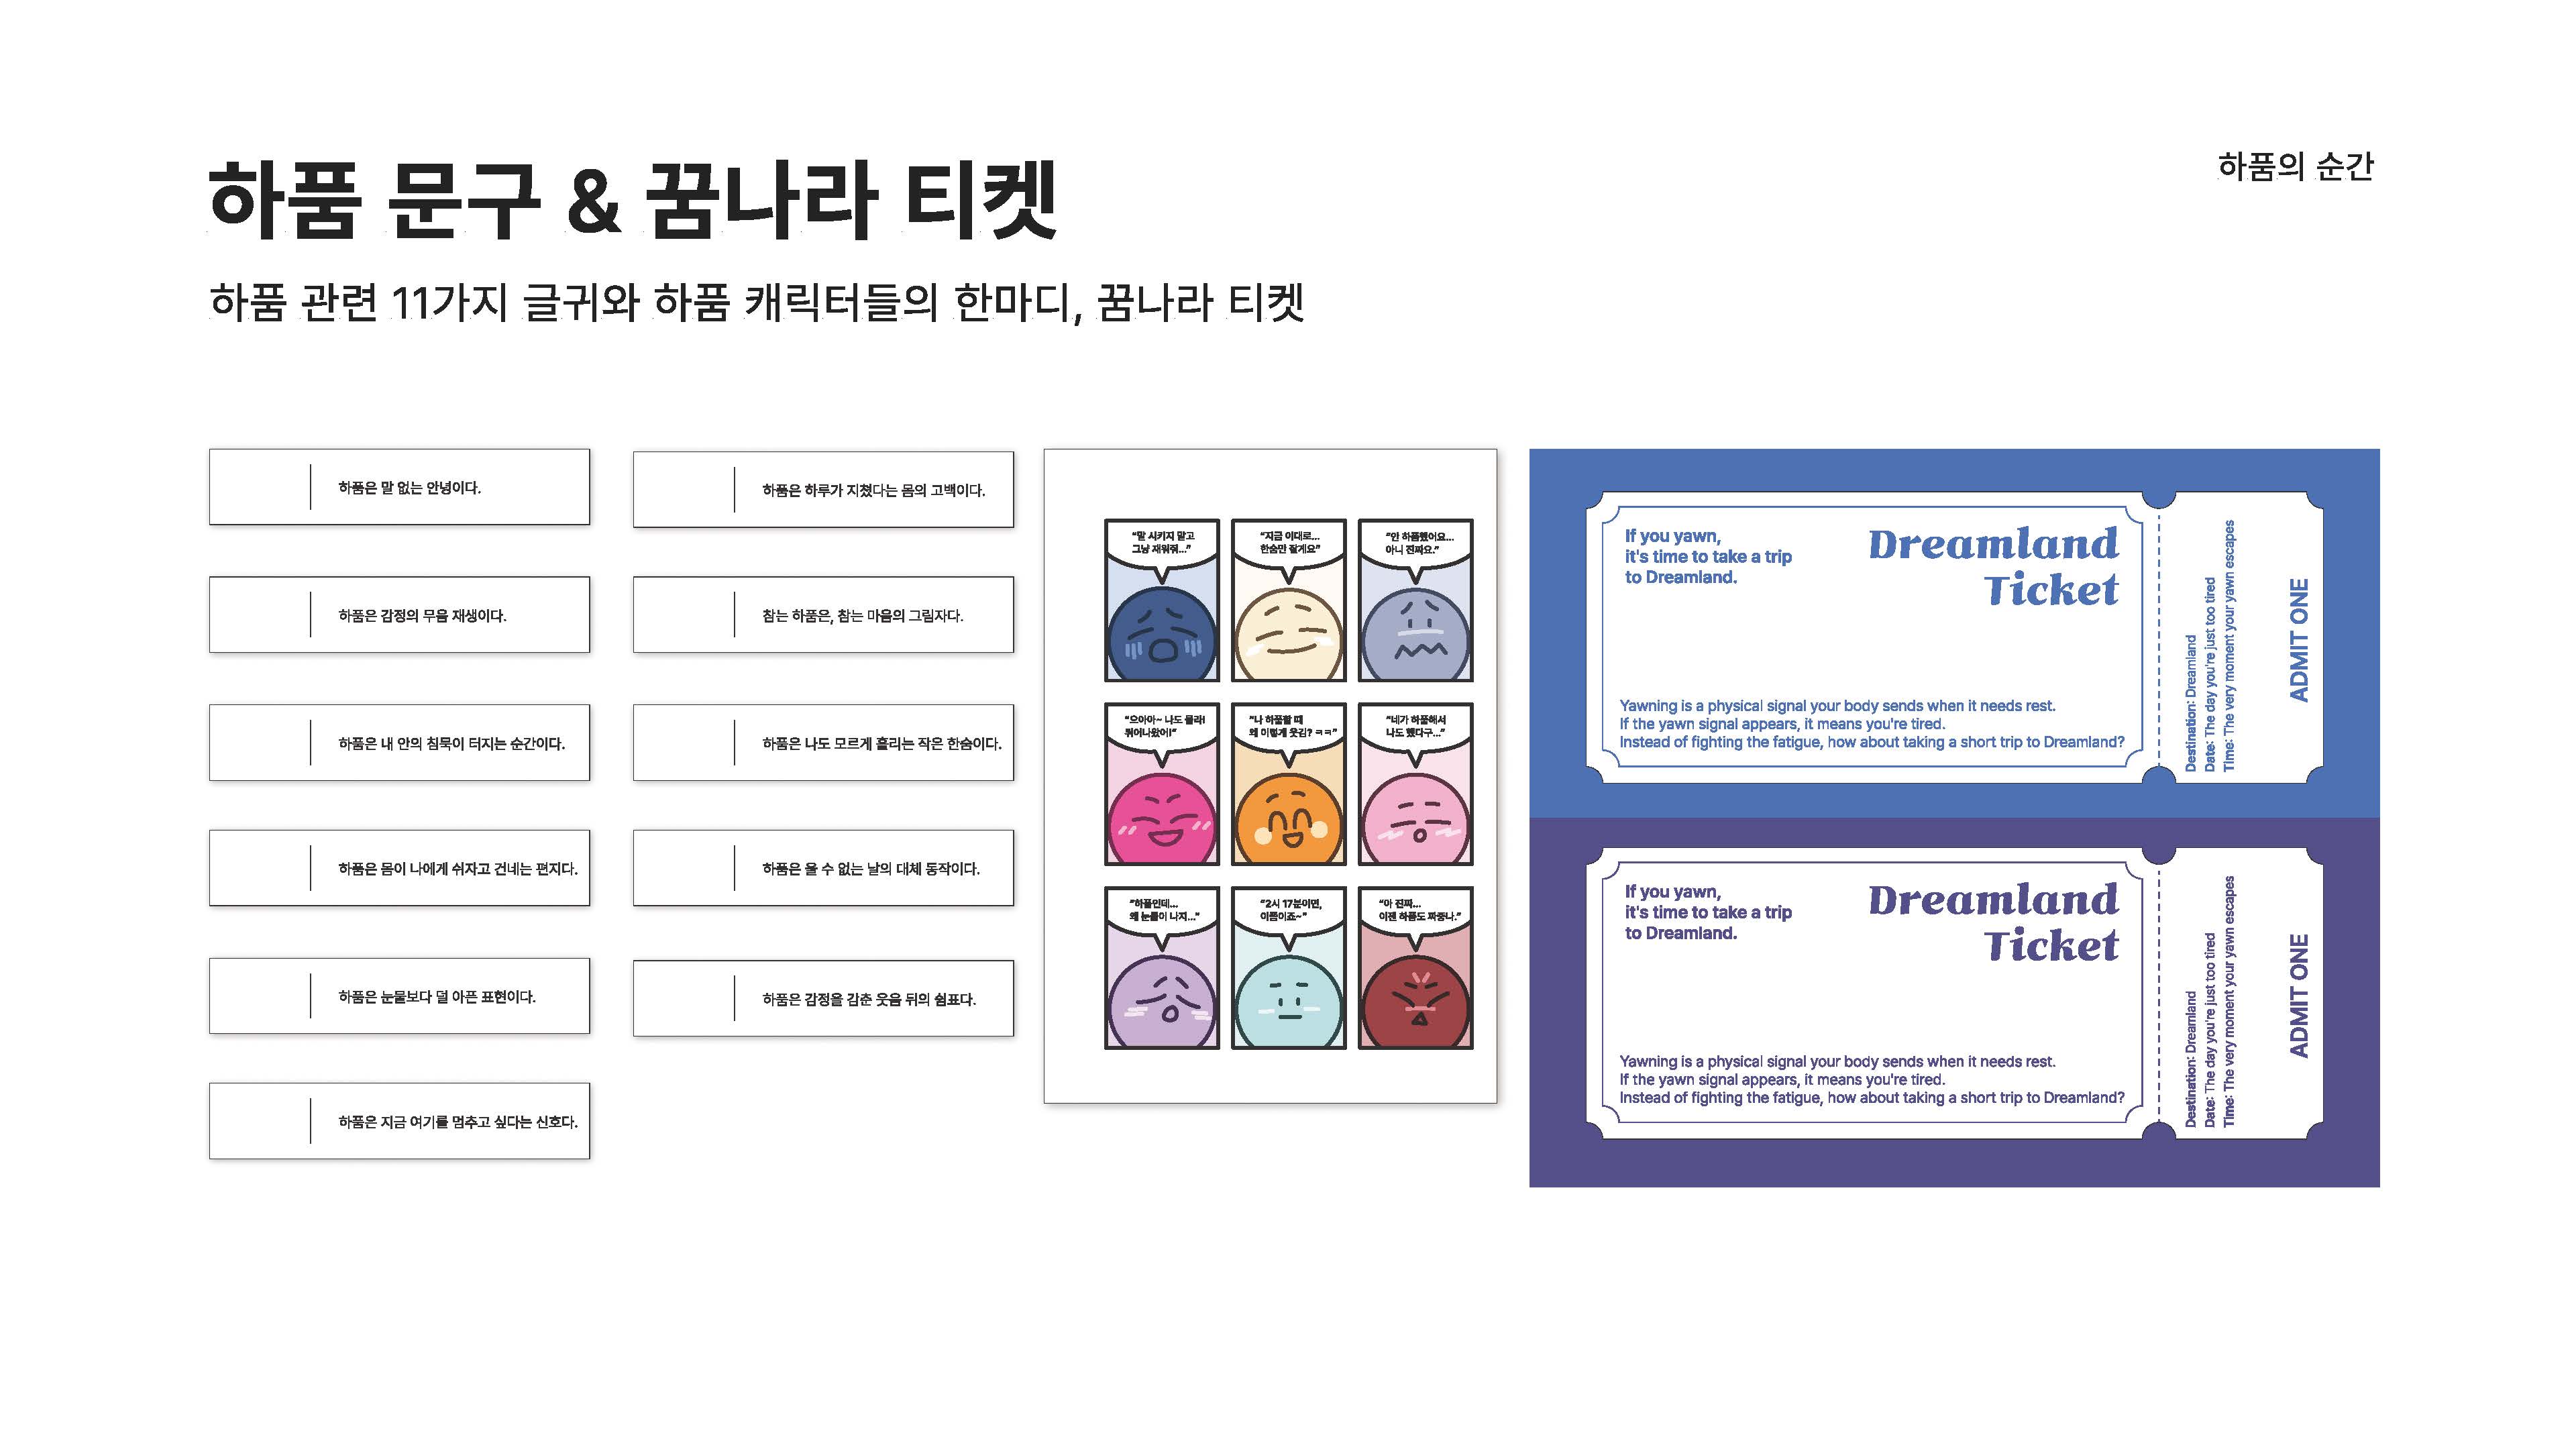 하품 문구 & 꿈나라 티켓
하품의 순간
하품 관련 11가지 글귀와 하품 캐릭터들의 한마디, 꿈나라 티켓
하품은 말 없는 안녕이다.
하품은 감정의 무음 재생이다.
하품은 내 안의 침묵이 터지는 순간이다.
하품은 몸이 나에게 쉬자고 건네는 편지다.
하품은 눈물보다 덜 아픈 표현이다.
하품은 지금 여기를 멈추고 싶다는 신호다.
하품은 하루가 지쳤다는 몸의 고백이다.
참는 하품은, 참는 마음의 그림자다.
하품은 나도 모르게 흘리는 작은 한숨이다.
하품은 울 수 없는 날의 대체 동작이다.
하품은 감정을 감춘 웃음 뒤의 쉼표다.
“말 시키지 말고
그냥 재워줘...”
“지금 이대로...
한숨만 잘게요”
“안 하품했어요...
아니 진짜요.”
“으아아~ 나도 몰라!
튀어나왔어!”
“나 하품할 때
왜 이렇게 웃김? ㅋㅋ”
“네가 하품해서
나도 했다구...”
“하품인데...
왜 눈물이 나지...”
“2시 17분이면,
이쯤이죠~”
“아 진짜...
이젠 하품도 짜증나.”
If you yawn,
it's time to take a trip
to Dreamland.
Dreamland
Ticket
Yawning is a physical signal your body sends when it needs rest.
If the yawn signal appears, it means you're tired.
Instead of fighting the fatigue, how about taking a short trip to Dreamland?
Destination: Dreamland
Date: The day you're just too tired
Time: The very moment your yawn escapes
ADMIT ONE
If you yawn,
it's time to take a trip
to Dreamland.
Dreamland
Ticket
Yawning is a physical signal your body sends when it needs rest.
If the yawn signal appears, it means you're tired.
Instead of fighting the fatigue, how about taking a short trip to Dreamland?
Destination: Dreamland
Date: The day you're just too tired
Time: The very moment your yawn escapes
ADMIT ONE